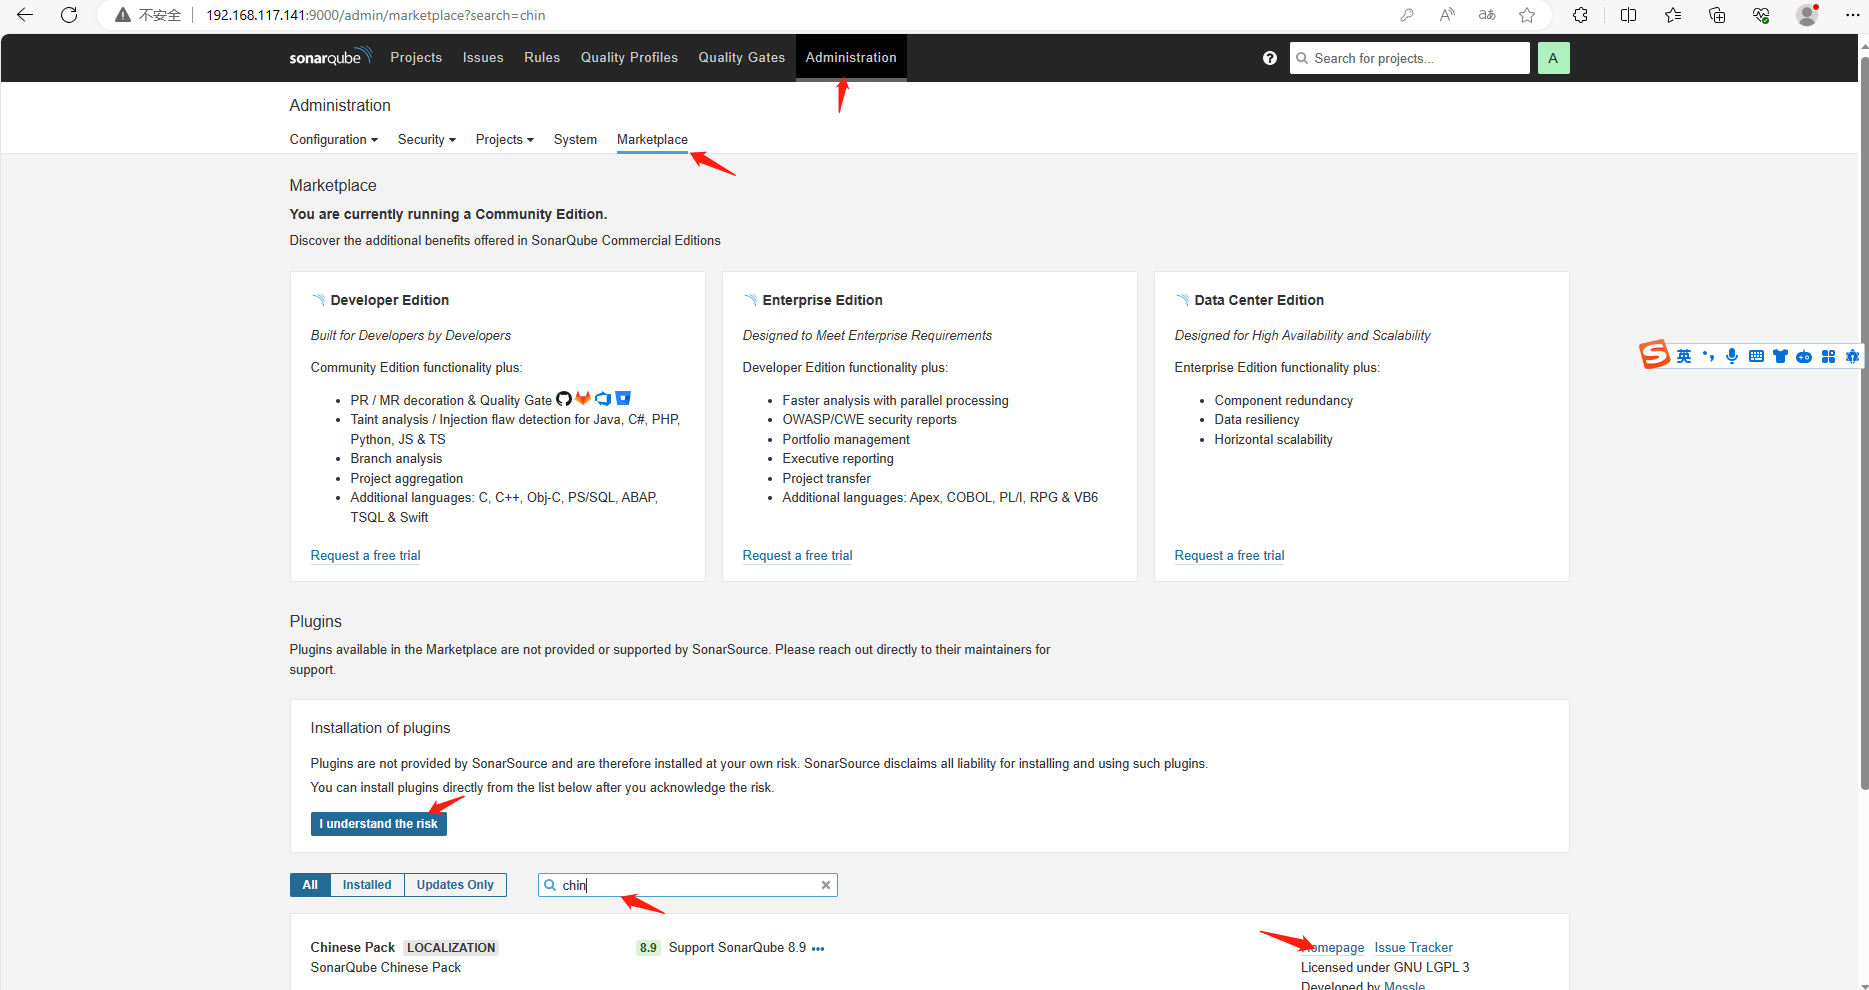 不安全 192.168.117.141:9000/admin/marketplace?search=chin
sonarqube Projects Issues Rules Quality Profiles Quality Gates Administration Search for projects... A
Administration
Configuration Security Projects System Marketplace
Marketplace
You are currently running a Community Edition.
Discover the additional benefits offered in SonarQube Commercial Editions
Developer Edition
Built for Developers by Developers
Community Edition functionality plus:
PR / MR decoration & Quality Gate
Taint analysis / Injection flaw detection for Java, C#, PHP,
Python, JS & TS
Branch analysis
Project aggregation
Additional languages: C, C++, Obj-C, PS/SQL, ABAP,
TSQL & Swift
Request a free trial
Enterprise Edition
Designed to Meet Enterprise Requirements
Developer Edition functionality plus:
Faster analysis with parallel processing
OWASP/CWE security reports
Portfolio management
Executive reporting
Project transfer
Additional languages: Apex, COBOL, PL/I, RPG & VB6
Request a free trial
Data Center Edition
Designed for High Availability and Scalability
Enterprise Edition functionality plus:
Component redundancy
Data resiliency
Horizontal scalability
Request a free trial
英
Plugins
Plugins available in the Marketplace are not provided or supported by SonarSource. Please reach out directly to their maintainers for
support.
Installation of plugins
Plugins are not provided by SonarSource and are therefore installed at your own risk. SonarSource disclaims all liability for installing and using such plugins.
You can install plugins directly from the list below after you acknowledge the risk.
I understand the risk
All Installed Updates Only chin
Chinese Pack LOCALIZATION 8.9 Support SonarQube 8.9 ••• Homepage Issue Tracker
SonarQube Chinese Pack Licensed under GNU LGPL 3
Developed by Mossle